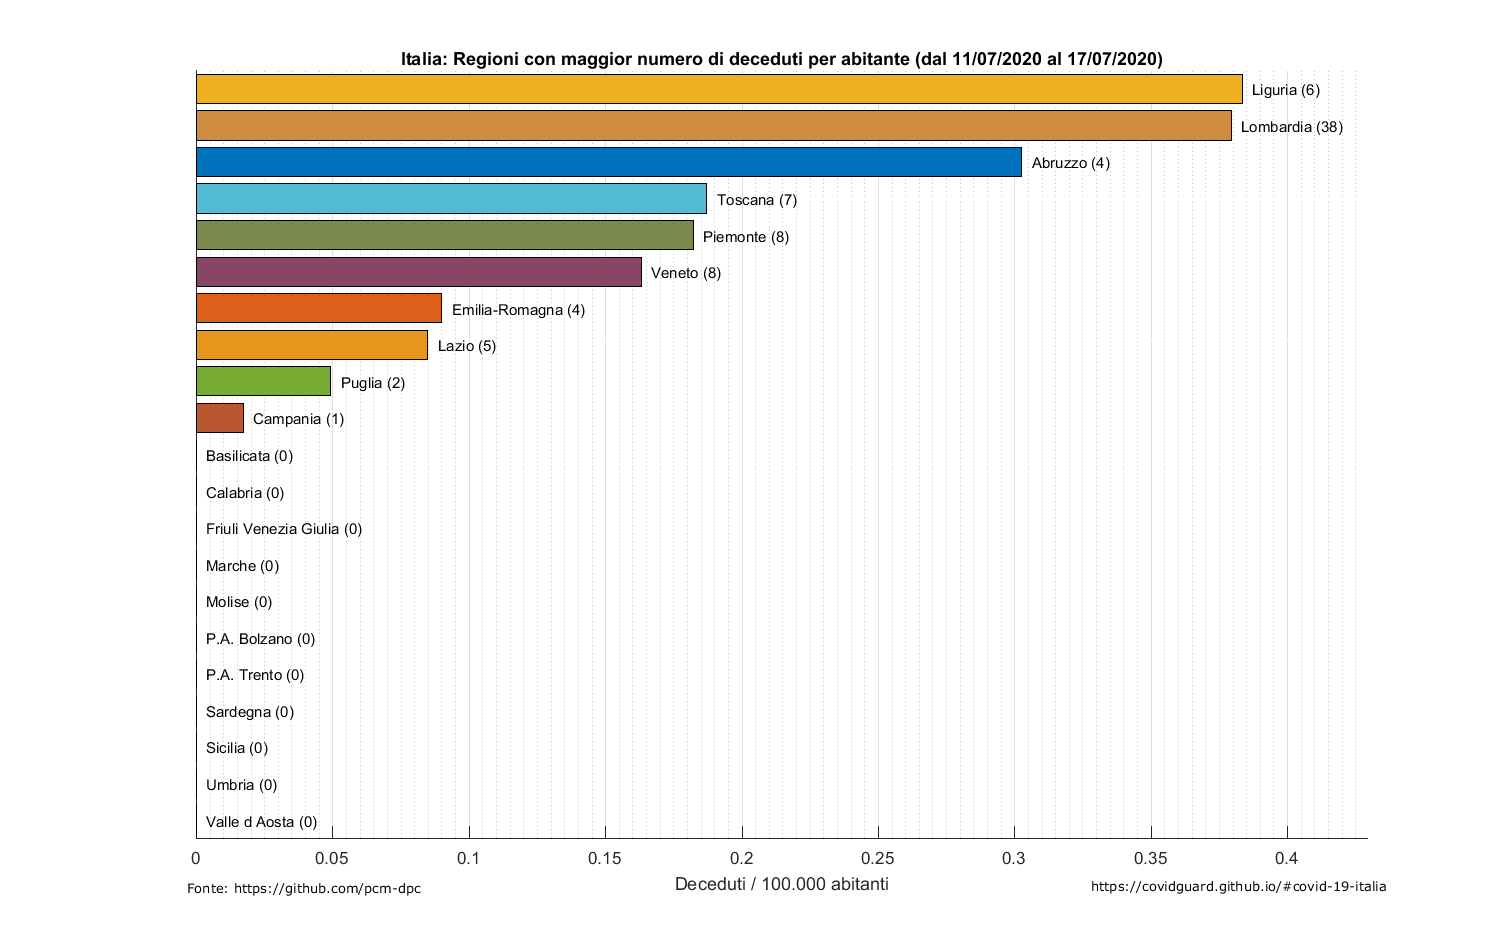 Italia: Regioni con maggior numero di deceduti per abitante (dal 11/07/2020 al 17/07/2020)
Liguria (6)
Lombardia (38)
Abruzzo (4)
Toscana (7)
Piemonte (8)
Veneto (8)
Emilia-Romagna (4)
Lazio (5)
Puglia (2)
Campania (1)
Basilicata (0)
Calabria (0)
Friuli Venezia Giulia (0)
Marche (0)
Molise (0)
P.A. Bolzano (0)
P.A. Trento (0)
Sardegna (0)
Sicilia (0)
Umbria (0)
Valle d Aosta (0)
0 0.05 0.1 0.15 0.2 0.25 0.3 0.35 0.4
Deceduti / 100.000 abitanti
Fonte: https://github.com/pcm-dpc
https://covidguard.github.io/#covid-19-italia